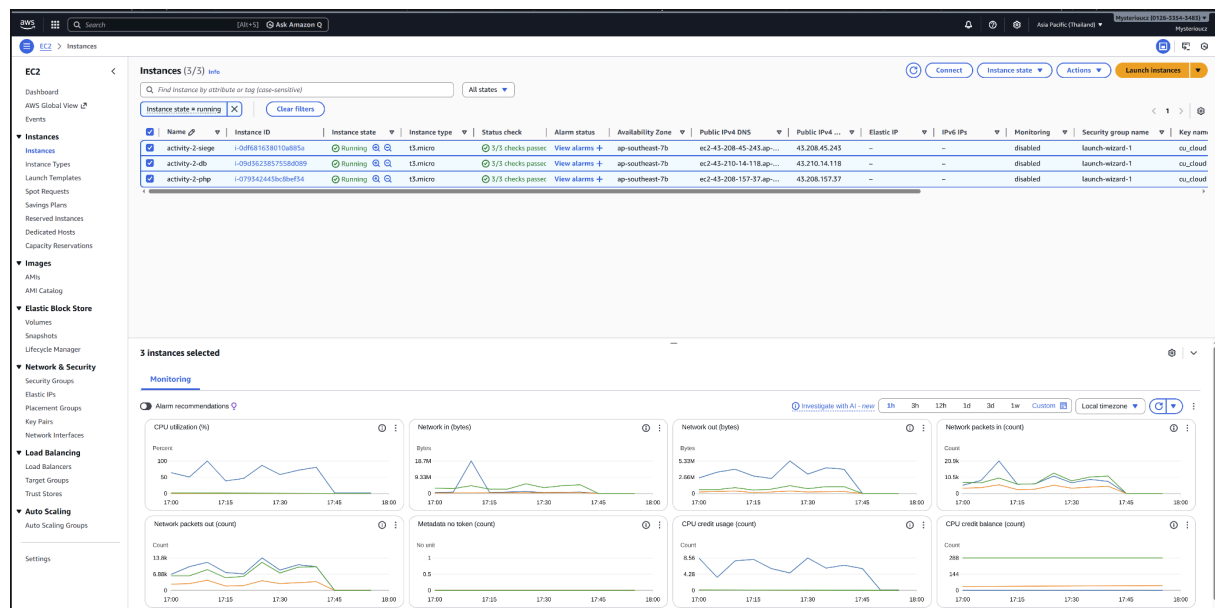 aws
Search
[Alt+S]
Ask Amazon Q
Asia Pacific (Thailand)
Mysterioucz (0126-3354-3483)
Mysterioucz
EC2 > Instances
EC2
Dashboard
AWS Global View
Events
Instances
Instances
Instance Types
Launch Templates
Spot Requests
Savings Plans
Reserved Instances
Dedicated Hosts
Capacity Reservations
Images
AMIs
AMI Catalog
Elastic Block Store
Volumes
Snapshots
Lifecycle Manager
Network & Security
Security Groups
Elastic IPs
Placement Groups
Key Pairs
Network Interfaces
Load Balancing
Load Balancers
Target Groups
Trust Stores
Auto Scaling
Auto Scaling Groups
Settings
Instances (3/3) Info
Connect
Instance state
Actions
Launch instances
Find Instance by attribute or tag (case-sensitive)
All states
Instance state = running
Clear filters
1
Name Instance ID Instance state Instance type Status check Alarm status Availability Zone Public IPv4 DNS Public IPv4 ... Elastic IP IPv6 IPs Monitoring Security group name Key name
activity-2-siege i-0df681638010a885a Running t3.micro 3/3 checks passec View alarms + ap-southeast-7b ec2-43-208-45-243.ap-... 43.208.45.243 – – disabled launch-wizard-1 cu_cloud
activity-2-db i-09d3623857558d089 Running t3.micro 3/3 checks passec View alarms + ap-southeast-7b ec2-43-210-14-118.ap-... 43.210.14.118 – – disabled launch-wizard-1 cu_cloud
activity-2-php i-079342443bc8bef34 Running t3.micro 3/3 checks passec View alarms + ap-southeast-7b ec2-43-208-157-37.ap-... 43.208.157.37 – – disabled launch-wizard-1 cu_cloud
3 instances selected
Monitoring
Alarm recommendations
Investigate with AI - new
1h 3h 12h 1d 3d 1w Custom
Local timezone
CPU utilization (%)
Percent
100
50
0
17:00 17:15 17:30 17:45 18:00
Network in (bytes)
Bytes
18.7M
9.33M
0
17:00 17:15 17:30 17:45 18:00
Network out (bytes)
Bytes
5.33M
2.66M
0
17:00 17:15 17:30 17:45 18:00
Network packets in (count)
Count
20.9k
10.5k
0
17:00 17:15 17:30 17:45 18:00
Network packets out (count)
Count
13.8k
6.88k
0
17:00 17:15 17:30 17:45 18:00
Metadata no token (count)
No unit
1
0.5
0
17:00 17:15 17:30 17:45 18:00
CPU credit usage (count)
Count
8.56
4.28
0
17:00 17:15 17:30 17:45 18:00
CPU credit balance (count)
Count
288
144
0
17:00 17:15 17:30 17:45 18:00